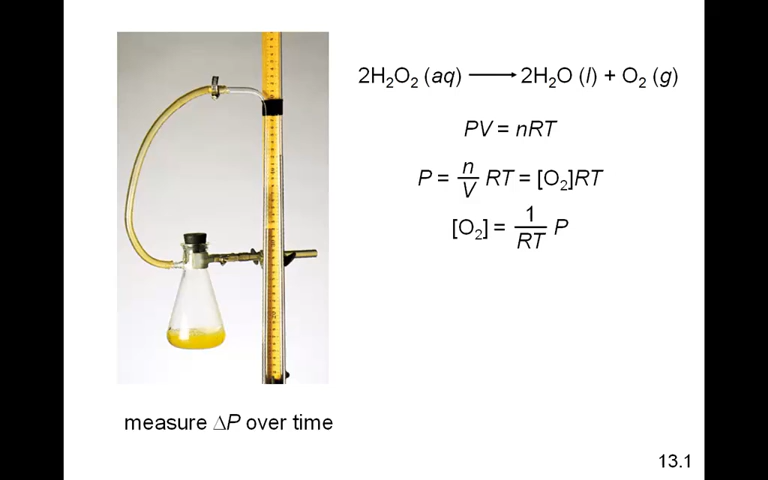 2H₂O₂ (aq) ⟶ 2H₂O (l) + O₂ (g)
PV = nRT
P = n/V RT = [O₂]RT
[O₂] = 1/RT P
measure ΔP over time
13.1